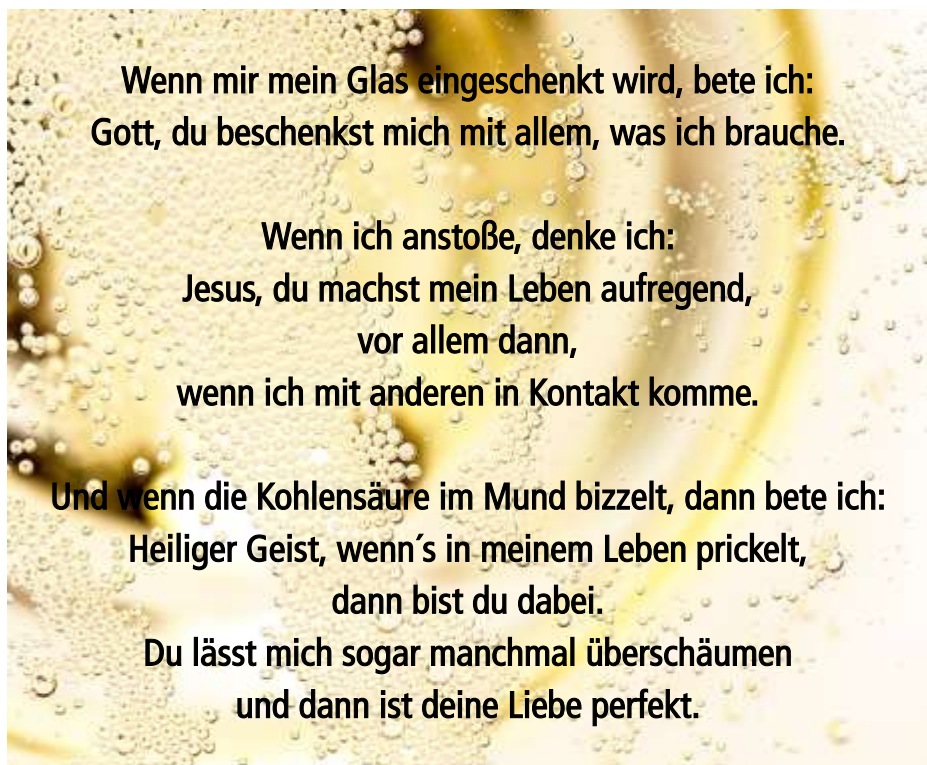 Wenn mir mein Glas eingeschenkt wird, bete ich:
Gott, du beschenkst mich mit allem, was ich brauche.
Wenn ich anstoße, denke ich:
Jesus, du machst mein Leben aufregend,
vor allem dann,
wenn ich mit anderen in Kontakt komme.
Und wenn die Kohlensäure im Mund bizzelt, dann bete ich:
Heiliger Geist, wenn´s in meinem Leben prickelt,
dann bist du dabei.
Du lässt mich sogar manchmal überschäumen
und dann ist deine Liebe perfekt.